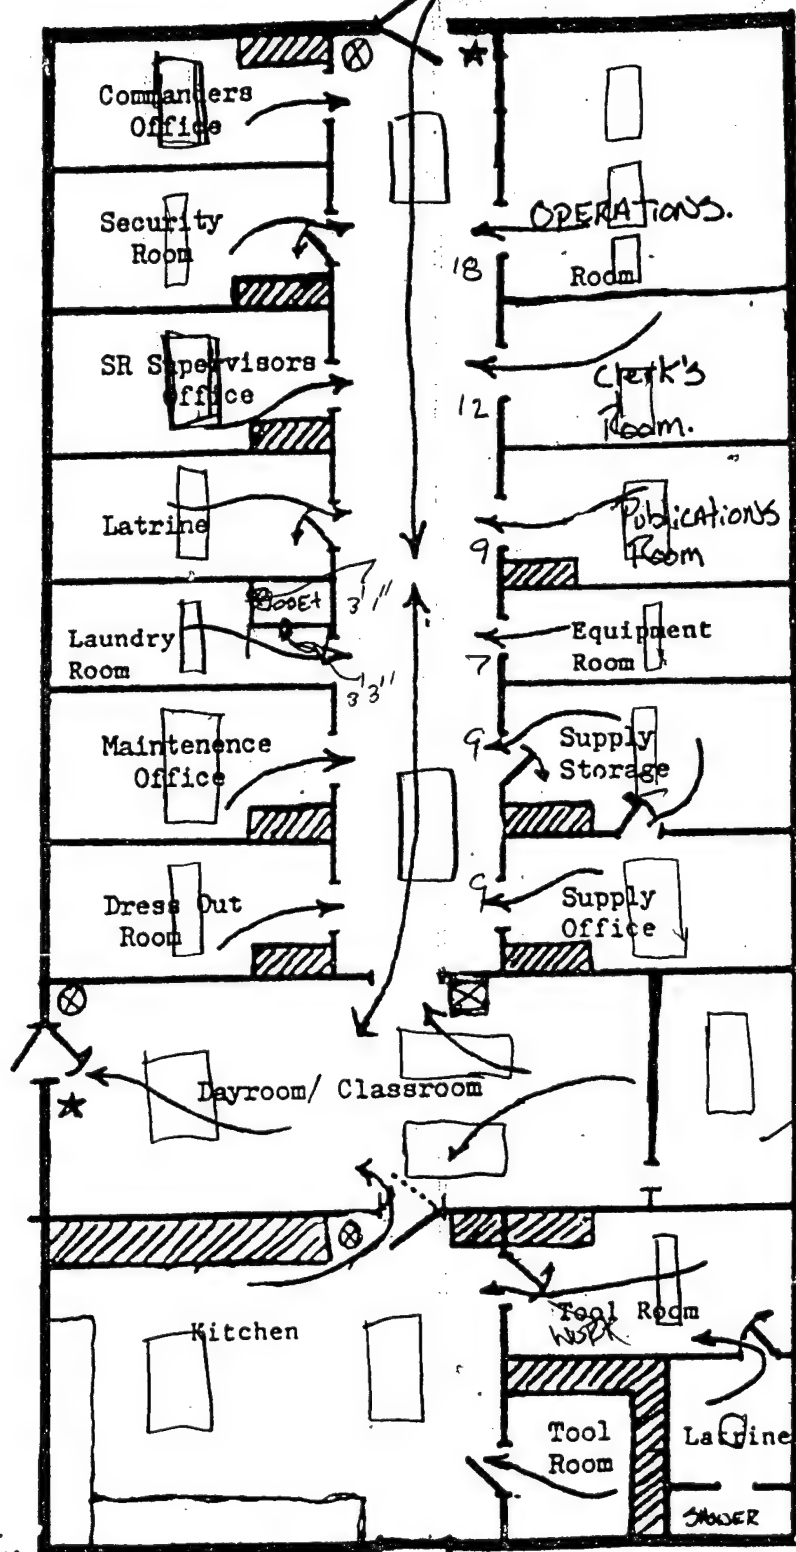 Commanders
Office
Security
Room
OPERATIONS.
Room
18
SR Supervisors
Office
Clerk's
Room.
12
Latrine
Publications
Room
9
Closet
3'1"
Laundry
Room
3'3"
Equipment
Room
7
Maintenence
Office
9
Supply
Storage
Dress Out
Room
9
Supply
Office
Dayroom/ Classroom
Kitchen
Tool Room
Work
Tool
Room
Latrine
SHOWER